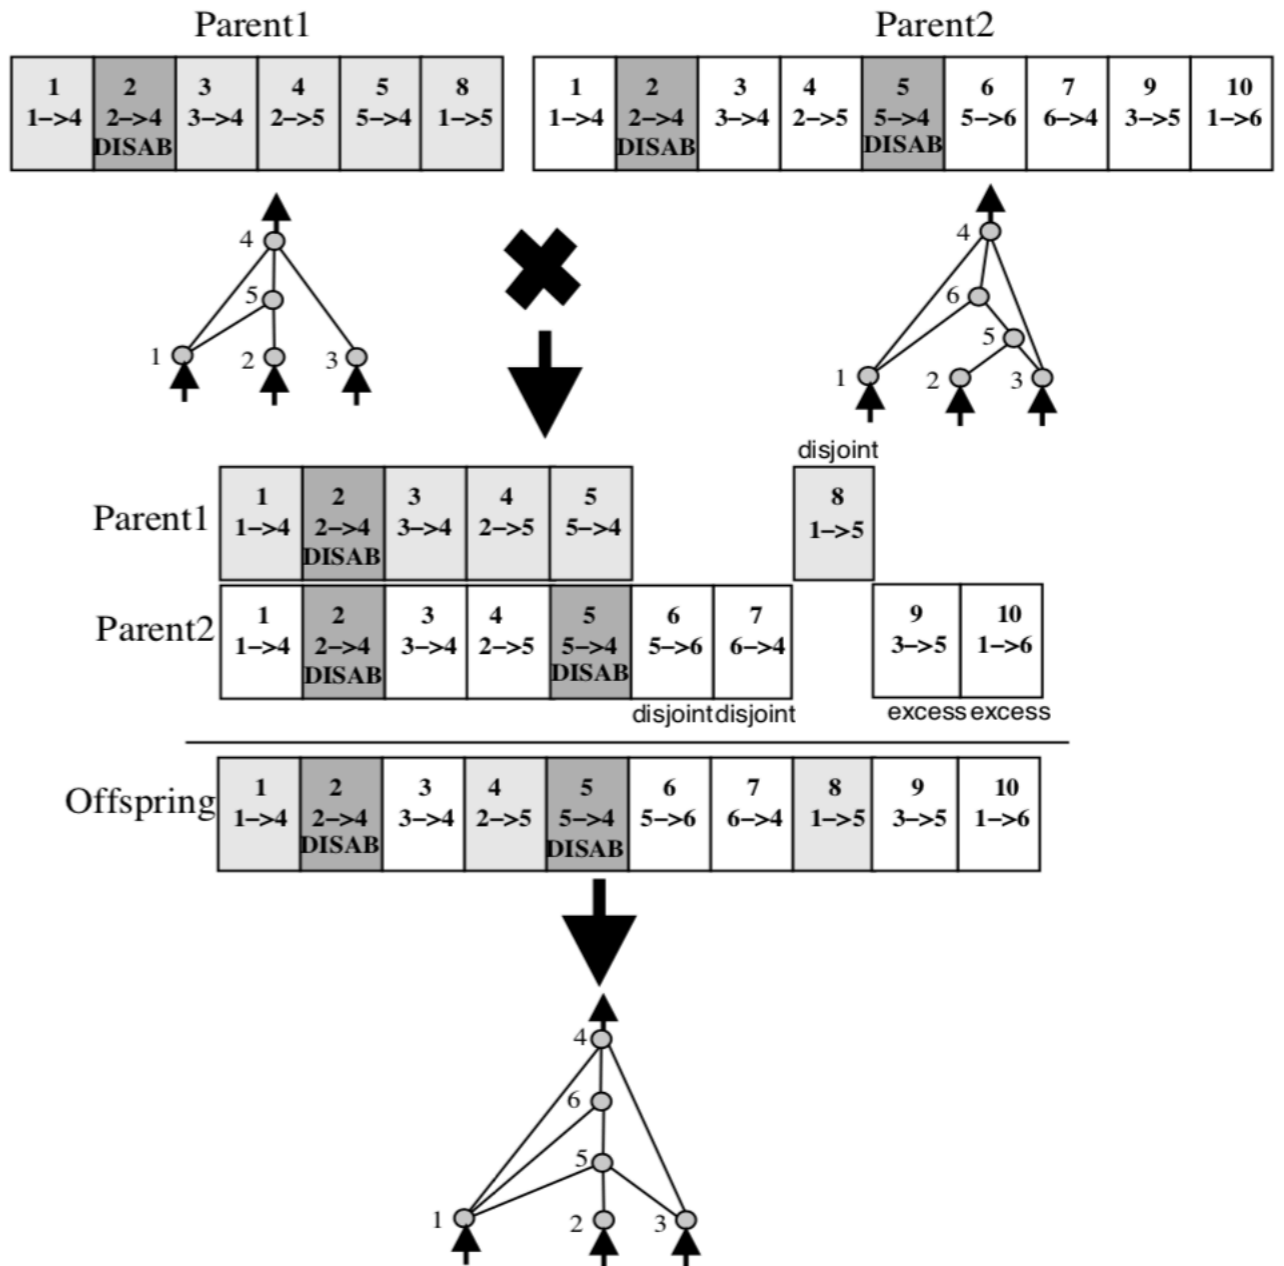 Parent1
Parent2
1 2 3 4 5 8
1–>4 2–>4 3–>4 2–>5 5–>4 1–>5
DISAB
1 2 3 4 5 6 7 9 10
1–>4 2–>4 3–>4 2–>5 5–>4 5–>6 6–>4 3–>5 1–>6
DISAB DISAB
4
5
1 2 3
4
6
5
1 2 3
disjoint
Parent1
1 2 3 4 5 8
1–>4 2–>4 3–>4 2–>5 5–>4 1–>5
DISAB
Parent2
1 2 3 4 5 6 7 9 10
1–>4 2–>4 3–>4 2–>5 5–>4 5–>6 6–>4 3–>5 1–>6
DISAB DISAB
disjoint disjoint excess excess
Offspring
1 2 3 4 5 6 7 8 9 10
1–>4 2–>4 3–>4 2–>5 5–>4 5–>6 6–>4 1–>5 3–>5 1–>6
DISAB DISAB
4
6
5
1 2 3